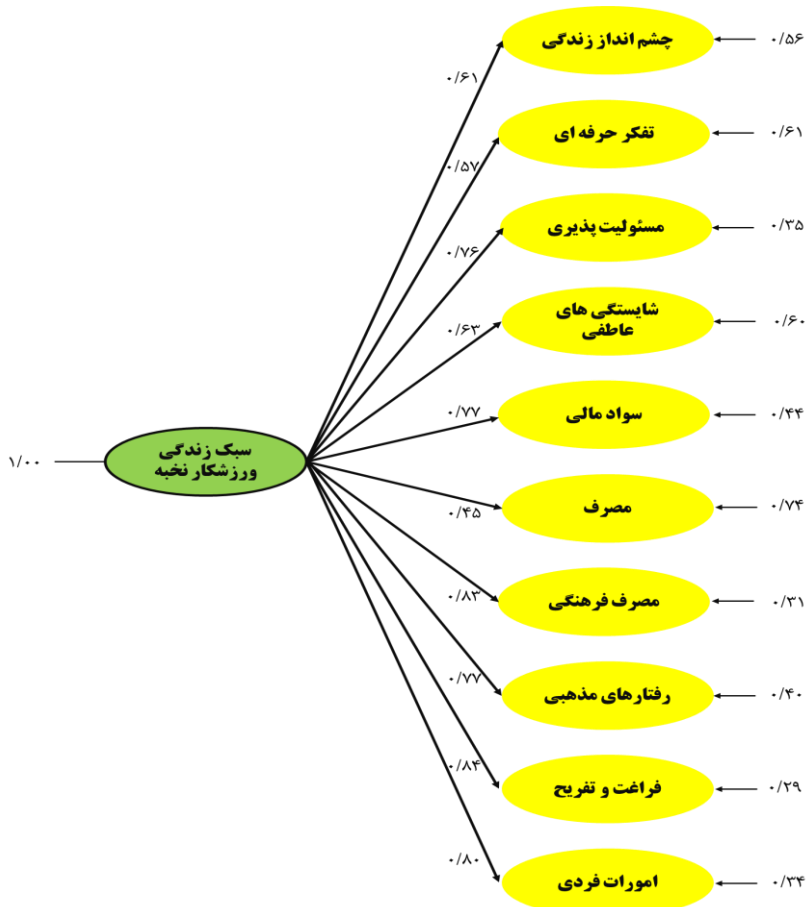 چشم انداز زندگی
۰/۵۶
۰/۶۱
تفکر حرفه ای
۰/۶۱
۰/۵۷
مسئولیت پذیری
۰/۳۵
۰/۷۶
شایستگی های
عاطفی
۰/۶۰
۰/۶۳
سواد مالی
۰/۴۴
۰/۷۷
سبک زندگی
ورزشکار نخبه
۱/۰۰
مصرف
۰/۷۴
۰/۴۵
مصرف فرهنگی
۰/۳۱
۰/۸۳
رفتارهای مذهبی
۰/۴۰
۰/۷۷
فراغت و تفریح
۰/۲۹
۰/۸۴
امورات فردی
۰/۳۴
۰/۸۰